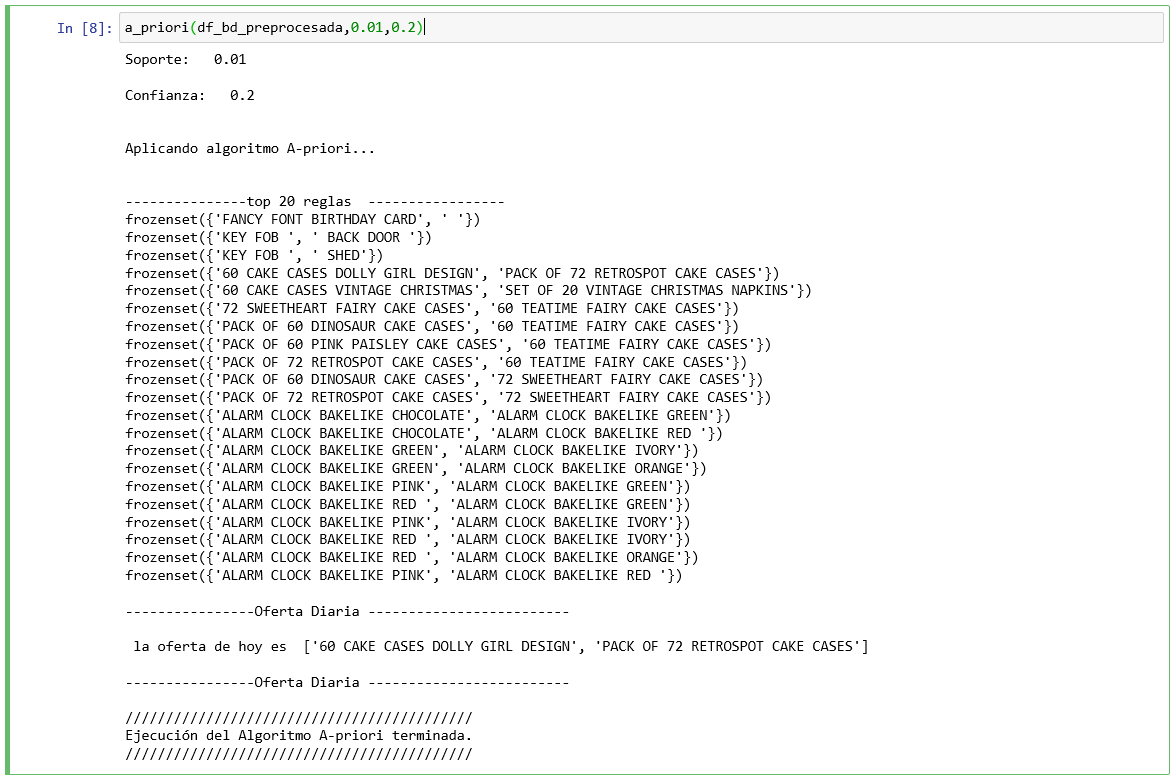 In [8]: a_priori(df_bd_preprocesada,0.01,0.2)
Soporte:   0.01
Confianza:   0.2
Aplicando algoritmo A-priori...
---------------top 20 reglas  -----------------
frozenset({'FANCY FONT BIRTHDAY CARD', ' '})
frozenset({'KEY FOB ', ' BACK DOOR '})
frozenset({'KEY FOB ', ' SHED'})
frozenset({'60 CAKE CASES DOLLY GIRL DESIGN', 'PACK OF 72 RETROSPOT CAKE CASES'})
frozenset({'60 CAKE CASES VINTAGE CHRISTMAS', 'SET OF 20 VINTAGE CHRISTMAS NAPKINS'})
frozenset({'72 SWEETHEART FAIRY CAKE CASES', '60 TEATIME FAIRY CAKE CASES'})
frozenset({'PACK OF 60 DINOSAUR CAKE CASES', '60 TEATIME FAIRY CAKE CASES'})
frozenset({'PACK OF 60 PINK PAISLEY CAKE CASES', '60 TEATIME FAIRY CAKE CASES'})
frozenset({'PACK OF 72 RETROSPOT CAKE CASES', '60 TEATIME FAIRY CAKE CASES'})
frozenset({'PACK OF 60 DINOSAUR CAKE CASES', '72 SWEETHEART FAIRY CAKE CASES'})
frozenset({'PACK OF 72 RETROSPOT CAKE CASES', '72 SWEETHEART FAIRY CAKE CASES'})
frozenset({'ALARM CLOCK BAKELIKE CHOCOLATE', 'ALARM CLOCK BAKELIKE GREEN'})
frozenset({'ALARM CLOCK BAKELIKE CHOCOLATE', 'ALARM CLOCK BAKELIKE RED '})
frozenset({'ALARM CLOCK BAKELIKE GREEN', 'ALARM CLOCK BAKELIKE IVORY'})
frozenset({'ALARM CLOCK BAKELIKE GREEN', 'ALARM CLOCK BAKELIKE ORANGE'})
frozenset({'ALARM CLOCK BAKELIKE PINK', 'ALARM CLOCK BAKELIKE GREEN'})
frozenset({'ALARM CLOCK BAKELIKE RED ', 'ALARM CLOCK BAKELIKE GREEN'})
frozenset({'ALARM CLOCK BAKELIKE PINK', 'ALARM CLOCK BAKELIKE IVORY'})
frozenset({'ALARM CLOCK BAKELIKE RED ', 'ALARM CLOCK BAKELIKE IVORY'})
frozenset({'ALARM CLOCK BAKELIKE RED ', 'ALARM CLOCK BAKELIKE ORANGE'})
frozenset({'ALARM CLOCK BAKELIKE PINK', 'ALARM CLOCK BAKELIKE RED '})
----------------Oferta Diaria -------------------------
la oferta de hoy es  ['60 CAKE CASES DOLLY GIRL DESIGN', 'PACK OF 72 RETROSPOT CAKE CASES']
----------------Oferta Diaria -------------------------
///////////////////////////////////////////
Ejecución del Algoritmo A-priori terminada.
///////////////////////////////////////////